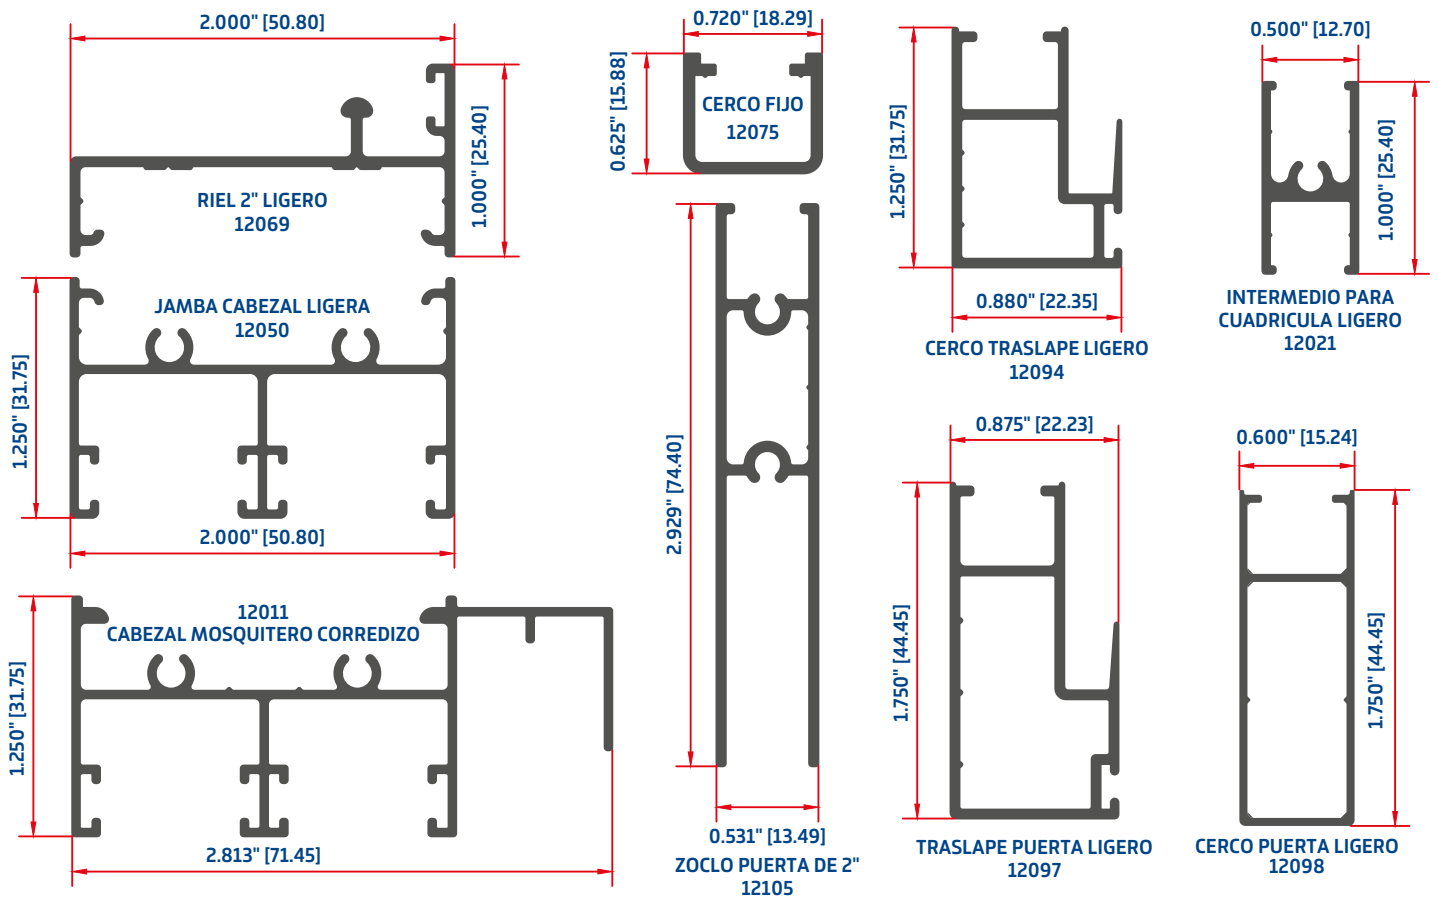 2.000" [50.80]
1.000" [25.40]
RIEL 2" LIGERO
12069
JAMBA CABEZAL LIGERA
12050
1.250" [31.75]
2.000" [50.80]
12011
CABEZAL MOSQUITERO CORREDIZO
1.250" [31.75]
2.813" [71.45]
0.720" [18.29]
0.625" [15.88]
CERCO FIJO
12075
2.929" [74.40]
0.531" [13.49]
ZOCLO PUERTA DE 2"
12105
1.250" [31.75]
0.880" [22.35]
CERCO TRASLAPE LIGERO
12094
0.500" [12.70]
1.000" [25.40]
INTERMEDIO PARA
CUADRICULA LIGERO
12021
0.875" [22.23]
1.750" [44.45]
TRASLAPE PUERTA LIGERO
12097
0.600" [15.24]
1.750" [44.45]
CERCO PUERTA LIGERO
12098